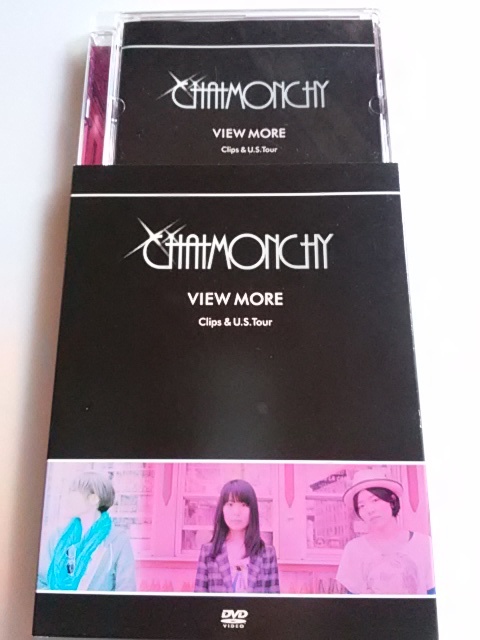 CHATMONCHY
VIEW MORE
Clips & U.S.Tour
CHATMONCHY
VIEW MORE
Clips & U.S.Tour
DVD
VIDEO